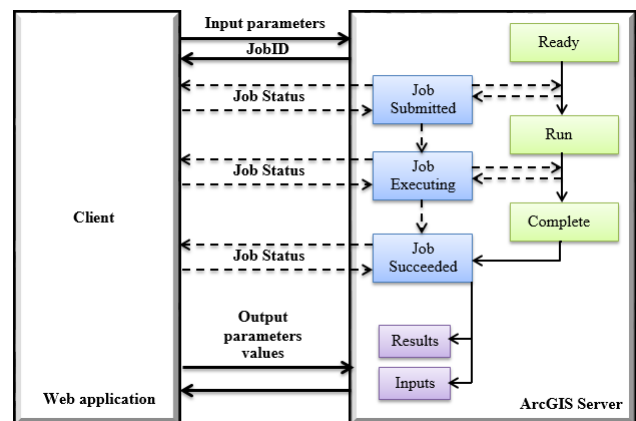 Input parameters
JobID
Ready
Job Status
Job
Submitted
Run
Job Status
Job
Executing
Client
Complete
Job Status
Job
Succeeded
Output
parameters
values
Results
Inputs
Web application
ArcGIS Server